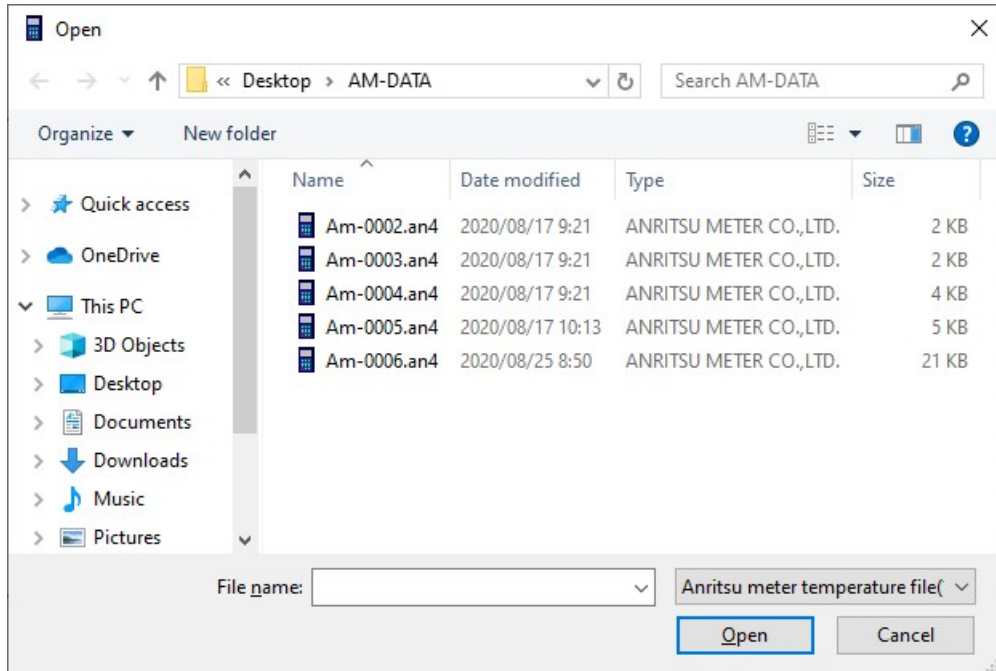 Open
« Desktop › AM-DATA
Search AM-DATA
Organize
New folder
Name Date modified Type Size
Quick access
OneDrive
This PC
3D Objects
Desktop
Documents
Downloads
Music
Pictures
Am-0002.an4 2020/08/17 9:21 ANRITSU METER CO.,LTD. 2 KB
Am-0003.an4 2020/08/17 9:21 ANRITSU METER CO.,LTD. 2 KB
Am-0004.an4 2020/08/17 9:21 ANRITSU METER CO.,LTD. 4 KB
Am-0005.an4 2020/08/17 10:13 ANRITSU METER CO.,LTD. 5 KB
Am-0006.an4 2020/08/25 8:50 ANRITSU METER CO.,LTD. 21 KB
File name:
Anritsu meter temperature file(
Open
Cancel